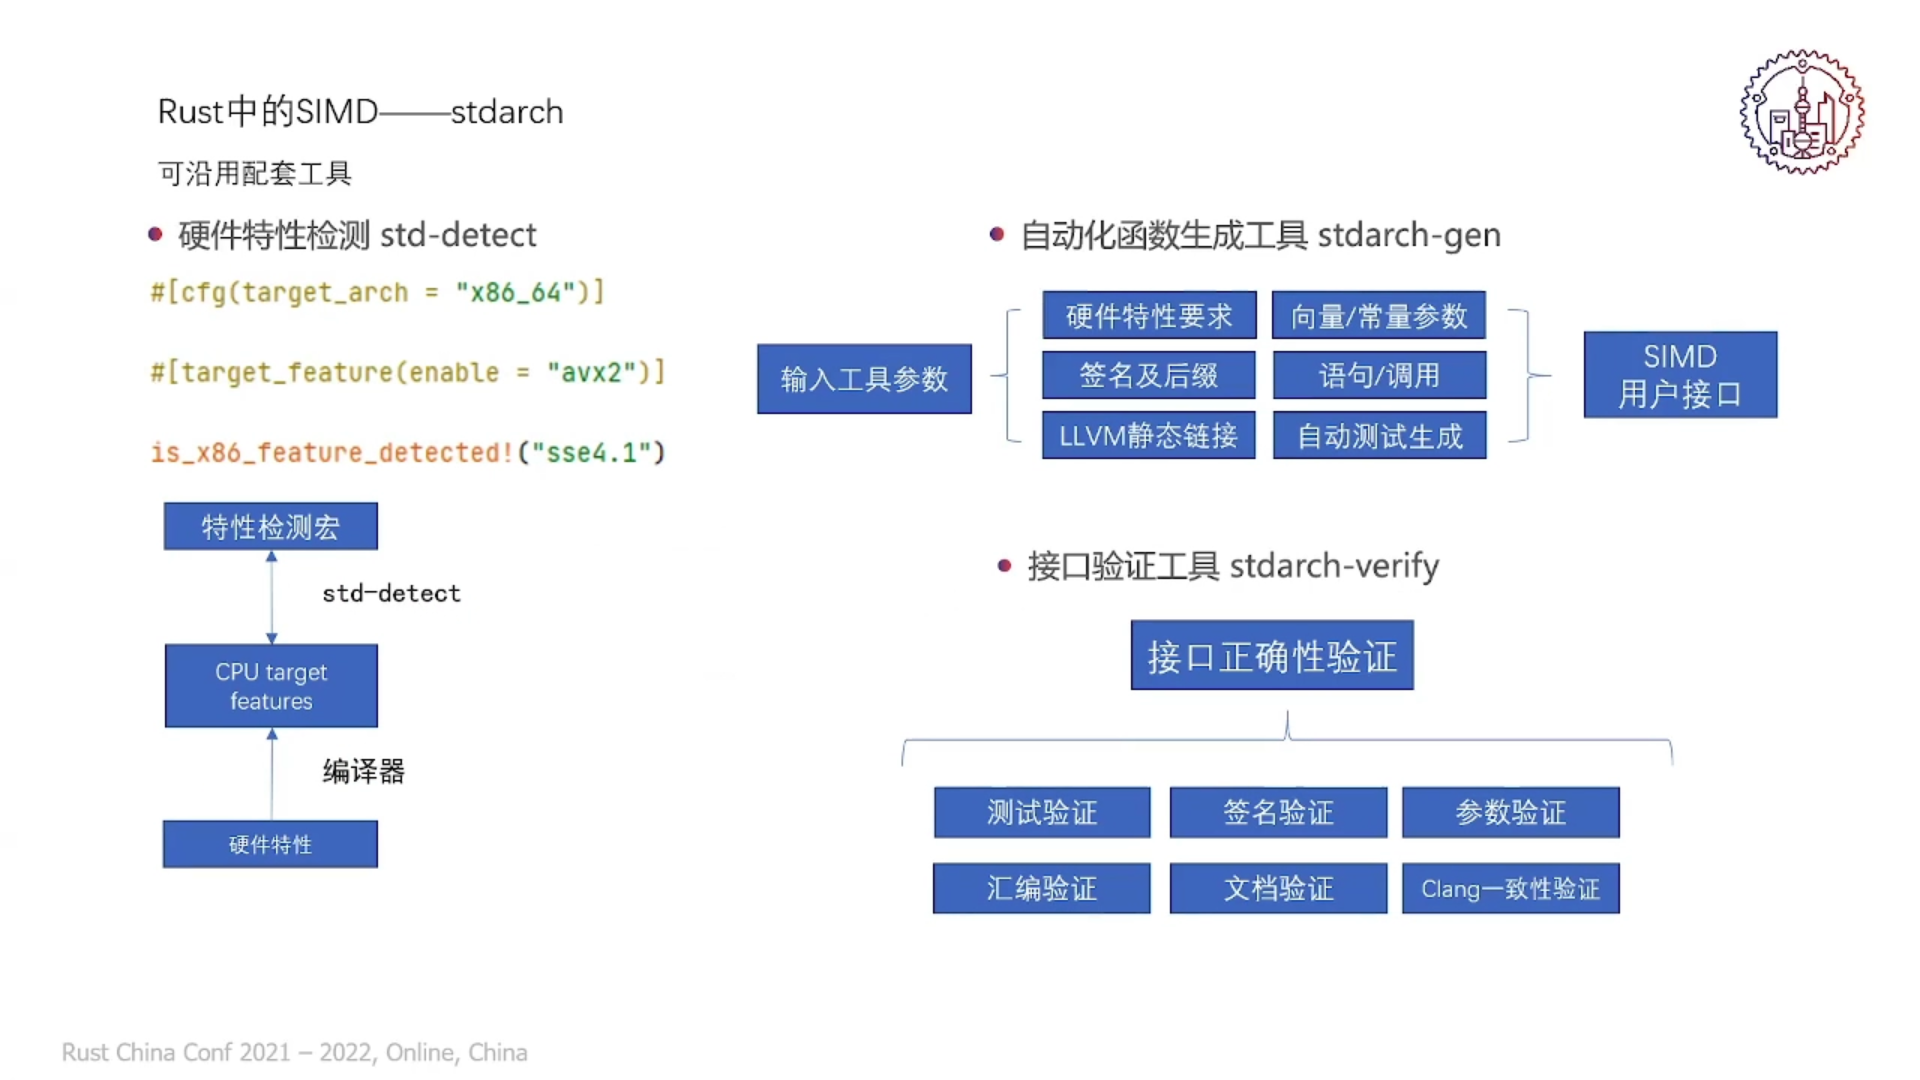 Rust中的SIMD——stdarch
可沿用配套工具
硬件特性检测 std-detect
#[cfg(target_arch = "x86_64")]
#[target_feature(enable = "avx2")]
is_x86_feature_detected!("sse4.1")
特性检测宏
std-detect
CPU target
features
编译器
硬件特性
自动化函数生成工具 stdarch-gen
输入工具参数
硬件特性要求
向量/常量参数
签名及后缀
语句/调用
LLVM静态链接
自动测试生成
SIMD
用户接口
接口验证工具 stdarch-verify
接口正确性验证
测试验证
签名验证
参数验证
汇编验证
文档验证
Clang一致性验证
Rust China Conf 2021 – 2022, Online, China